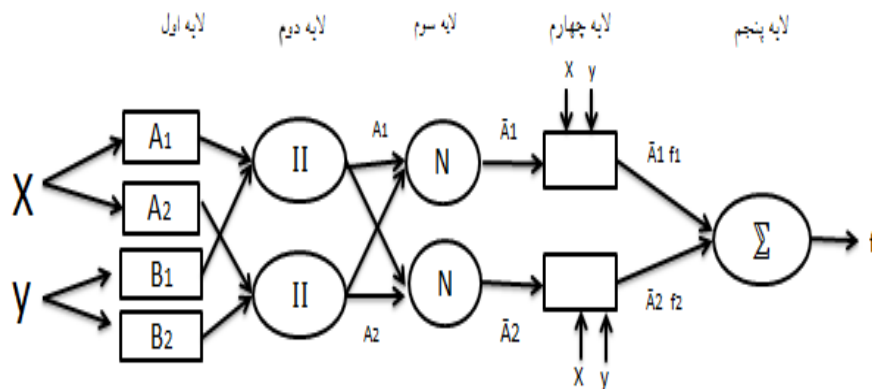 لایه اول لایه دوم لایه سوم لایه چهارم لایه پنجم
X y
A1 A1 Ā1 Ā1 f1
II N
X A2
B1 Σ f
y II N
B2 Ā2 f2
A2 Ā2
X y